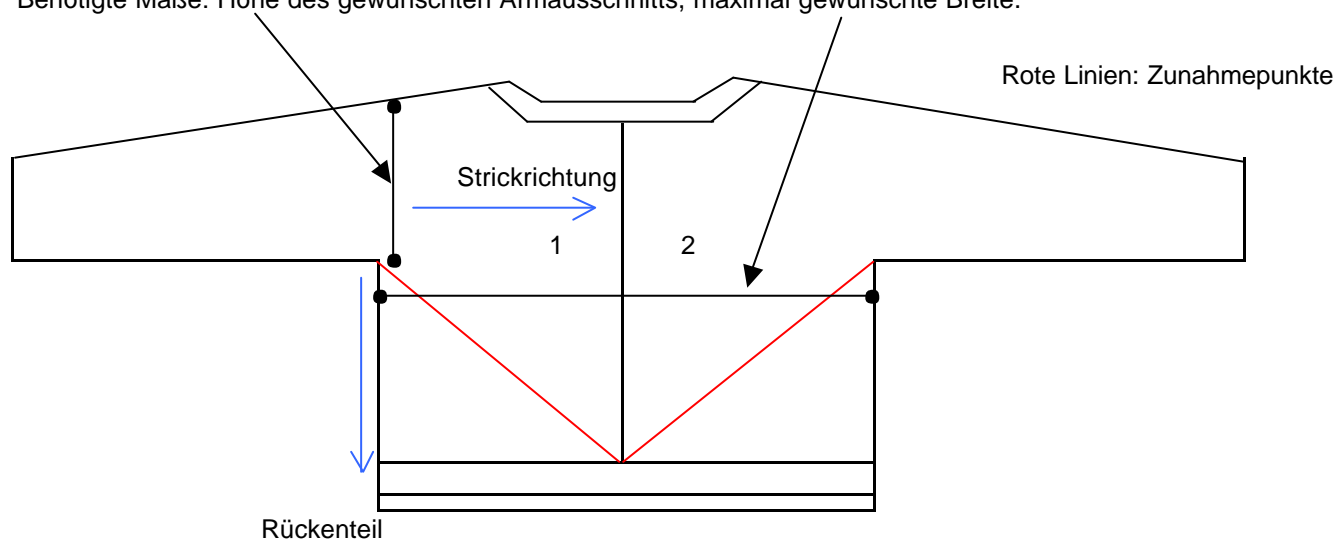 Benötigte Maße: Höhe des gewünschten Armausschnitts, maximal gewünschte Breite.
Rote Linien: Zunahmepunkte
Strickrichtung
1 2
Rückenteil